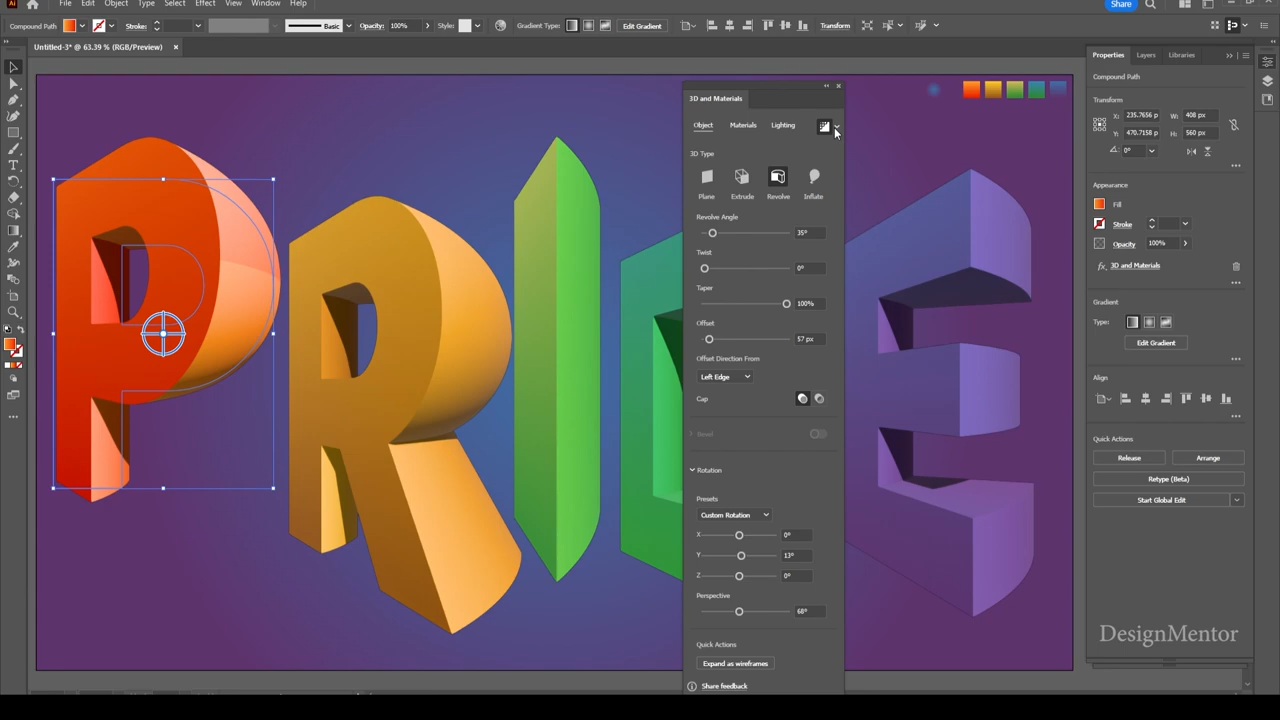 Ai File Edit Object Type Select Effect View Window Help Share
Compound Path Stroke: Basic Opacity: 100% Style: Gradient Type: Edit Gradient Transform
Untitled-3* @ 63.39 % (RGB/Preview) ×
PRIDE
3D and Materials
Object Materials Lighting
3D Type
Plane Extrude Revolve Inflate
Revolve Angle
35°
Twist
0°
Taper
100%
Offset
57 px
Offset Direction From
Left Edge
Cap
Bevel
Rotation
Presets
Custom Rotation
X 0°
Y 13°
Z 0°
Perspective
68°
Quick Actions
Expand as wireframes
Share feedback
Properties Layers Libraries
Compound Path
Transform
X: 235.7656 p W: 408 px
Y: 470.7118 p H: 560 px
0°
Appearance
Fill
Stroke
Opacity 100%
fx 3D and Materials
Gradient
Type:
Edit Gradient
Align
Quick Actions
Release Arrange
Retype (Beta)
Start Global Edit
DesignMentor